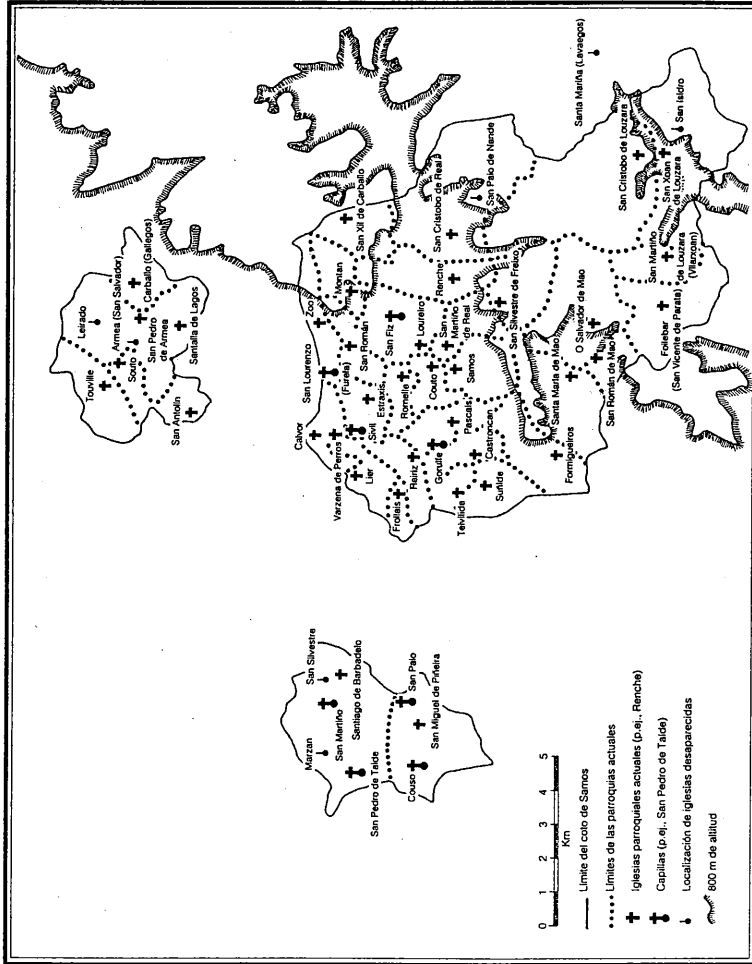 Leirado
Touville
Armea (San Salvador)
Carballo (Gallegos)
Souto
San Pedro
de Armea
San Antolín
Santalla de Lagos
Santa Mariña (Lavaegos)
San Xil de Carballo
Zoo
Montan
San Cristobo de Real
San Paio de Nande
San Lourenzo
(Furela)
San Román
San Fiz
Renche
Calvor
Estraxis
Loureiro
San
Martiño
de Real
San Silvestre de Freixo
San Cristobo de Louzara
San Isidro
San Xoan
de Louzara
Varzena de Perros
Sivil
Romelle
Couto
Samos
San Martiño
de Louzara
(Vilarxoan)
Lier
Reiriz
Pascais
Santa María de Mao
O Salvador de Mao
Foilebar
(San Vicente de Parata)
Frollais
Gorulfe
Castroncan
San Román de Mao
Teivilide
Suñide
Formigueiros
San Silvestre
Marzan
San Martiño
Santiago de Barbadelo
San Paio
San Pedro de Taide
San Miguel de Piñeira
Couso
0 1 2 3 4 5
Km
Límite del coto de Samos
Límites de las parroquias actuales
Iglesias parroquiales actuales (p.ej., Renche)
Capillas (p.ej., San Pedro de Taide)
Localización de iglesias desaparecidas
800 m de altitud